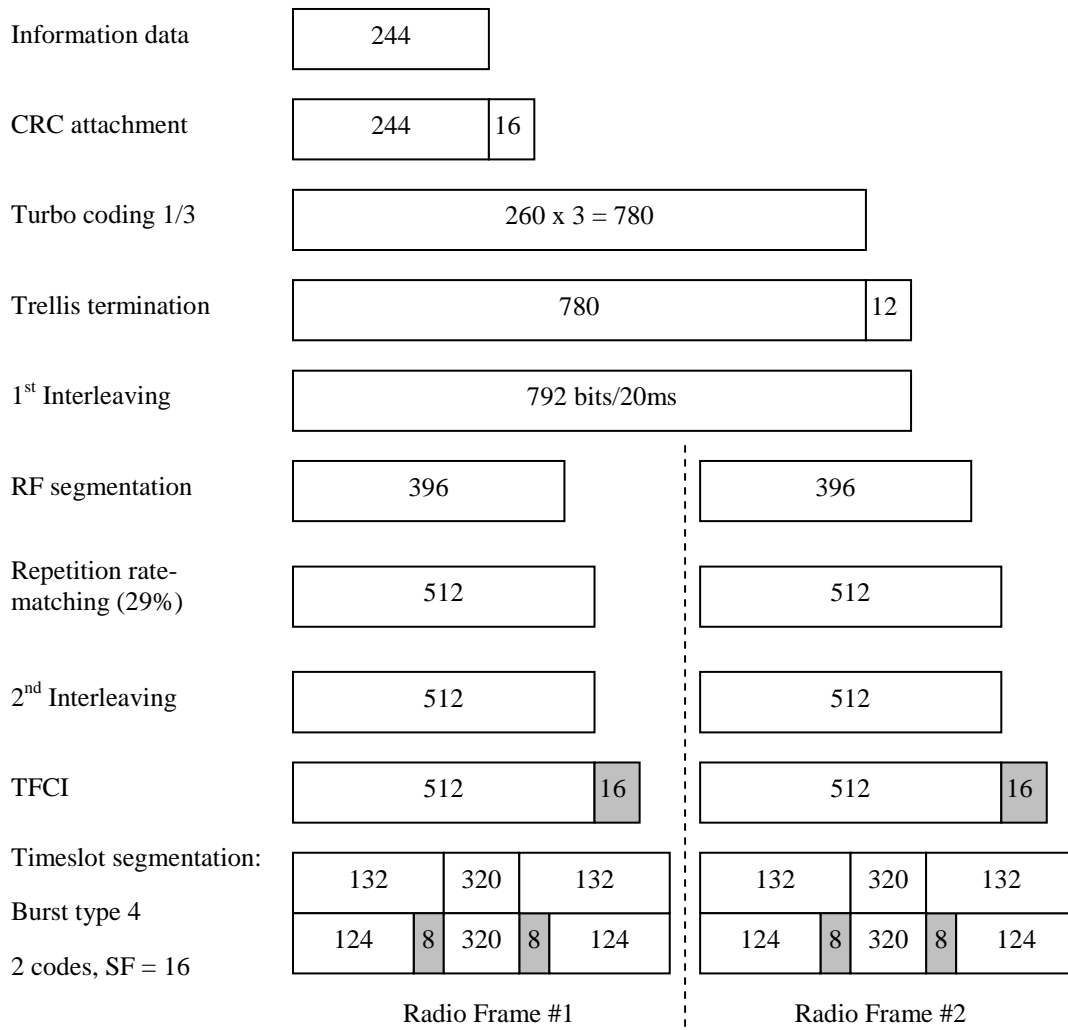 Information data
244
CRC attachment
244 16
Turbo coding 1/3
260 x 3 = 780
Trellis termination
780 12
1st Interleaving
792 bits/20ms
RF segmentation
396 396
Repetition rate-
matching (29%)
512 512
2nd Interleaving
512 512
TFCI
512 16 512 16
Timeslot segmentation:
132 320 132 132 320 132
Burst type 4
124 8 320 8 124 124 8 320 8 124
2 codes, SF = 16
Radio Frame #1 Radio Frame #2